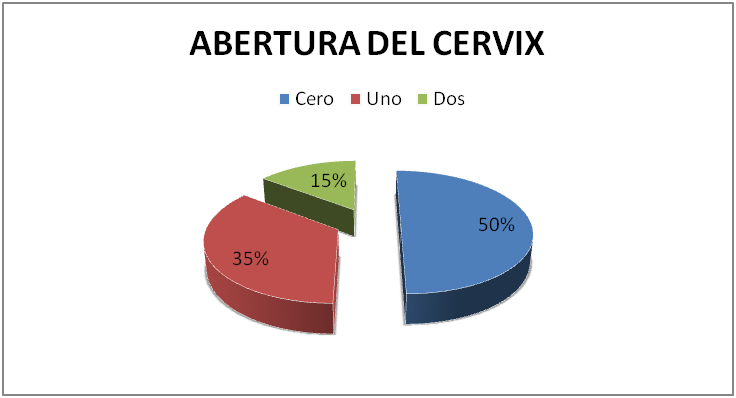 ABERTURA DEL CERVIX
Cero Uno Dos
15%
50%
35%